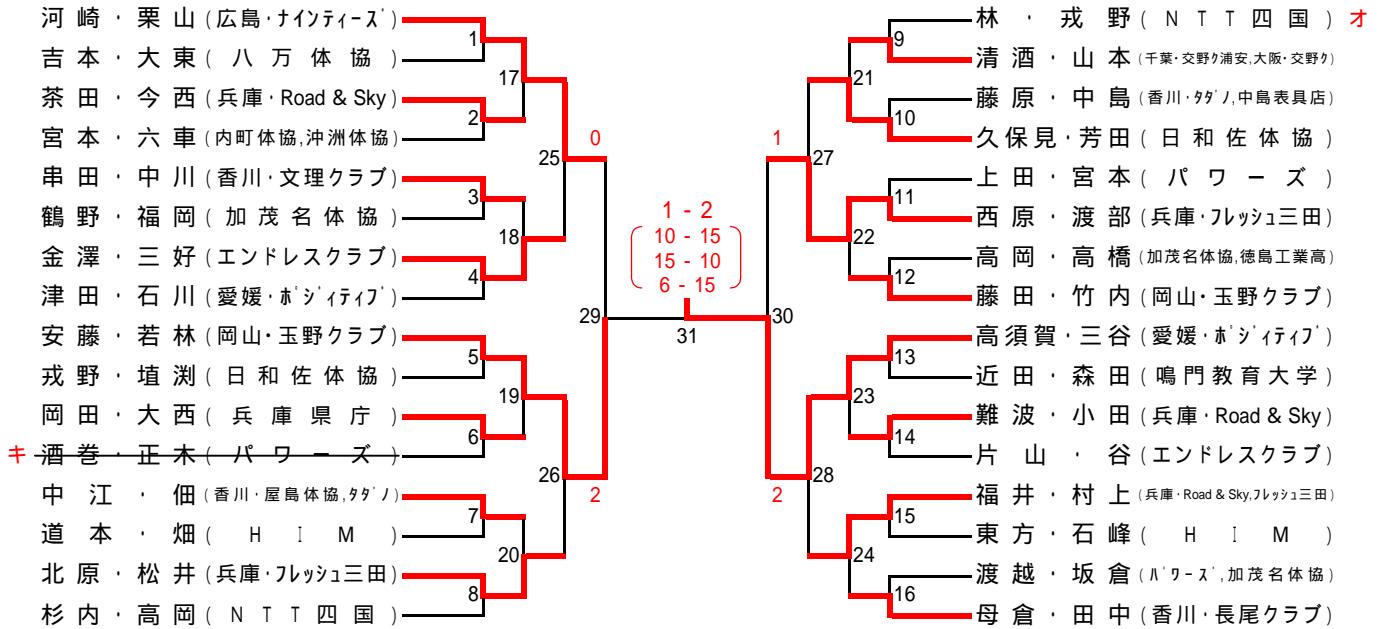 河崎・栗山(広島・ナインティーズ)
1
吉本・大東(八万体協)
17
茶田・今西(兵庫・Road & Sky)
2
宮本・六車(内町体協,沖洲体協)
25
0
串田・中川(香川・文理クラブ)
3
鶴野・福岡(加茂名体協)
18
金澤・三好(エンドレスクラブ)
4
津田・石川(愛媛・ポジィティブ)
29
安藤・若林(岡山・玉野クラブ)
5
戎野・埴渕(日和佐体協)
19
岡田・大西(兵庫県庁)
6
キ 酒巻・正木(パワーズ)
26
2
中江・佃(香川・屋島体協,タダノ)
7
道本・畑(HIM)
20
北原・松井(兵庫・フレッシュ三田)
8
杉内・高岡(NTT四国)
1 - 2
10 - 15
15 - 10
6 - 15
31
林・戎野(NTT四国) オ
9
清酒・山本(千葉・交野ク浦安,大阪・交野ク)
21
藤原・中島(香川・タダノ,中島表具店)
10
久保見・芳田(日和佐体協)
1
27
上田・宮本(パワーズ)
11
西原・渡部(兵庫・フレッシュ三田)
22
高岡・高橋(加茂名体協,徳島工業高)
12
藤田・竹内(岡山・玉野クラブ)
30
高須賀・三谷(愛媛・ポジィティブ)
13
近田・森田(鳴門教育大学)
23
難波・小田(兵庫・Road & Sky)
14
片山・谷(エンドレスクラブ)
2
28
福井・村上(兵庫・Road & Sky,フレッシュ三田)
15
東方・石峰(HIM)
24
渡越・坂倉(パワーズ,加茂名体協)
16
母倉・田中(香川・長尾クラブ)